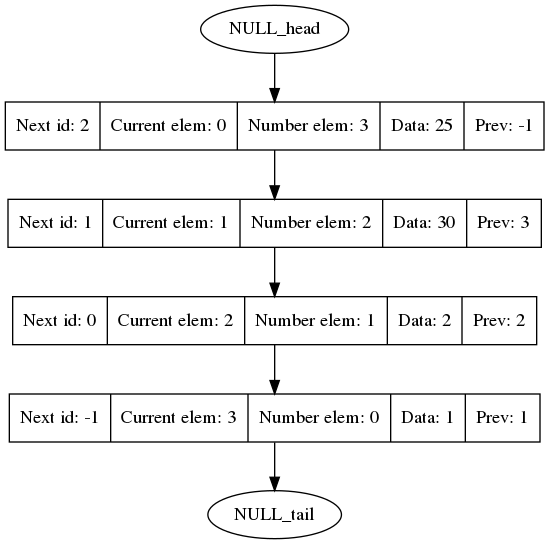 NULL_head
Next id: 2 Current elem: 0 Number elem: 3 Data: 25 Prev: -1
Next id: 1 Current elem: 1 Number elem: 2 Data: 30 Prev: 3
Next id: 0 Current elem: 2 Number elem: 1 Data: 2 Prev: 2
Next id: -1 Current elem: 3 Number elem: 0 Data: 1 Prev: 1
NULL_tail